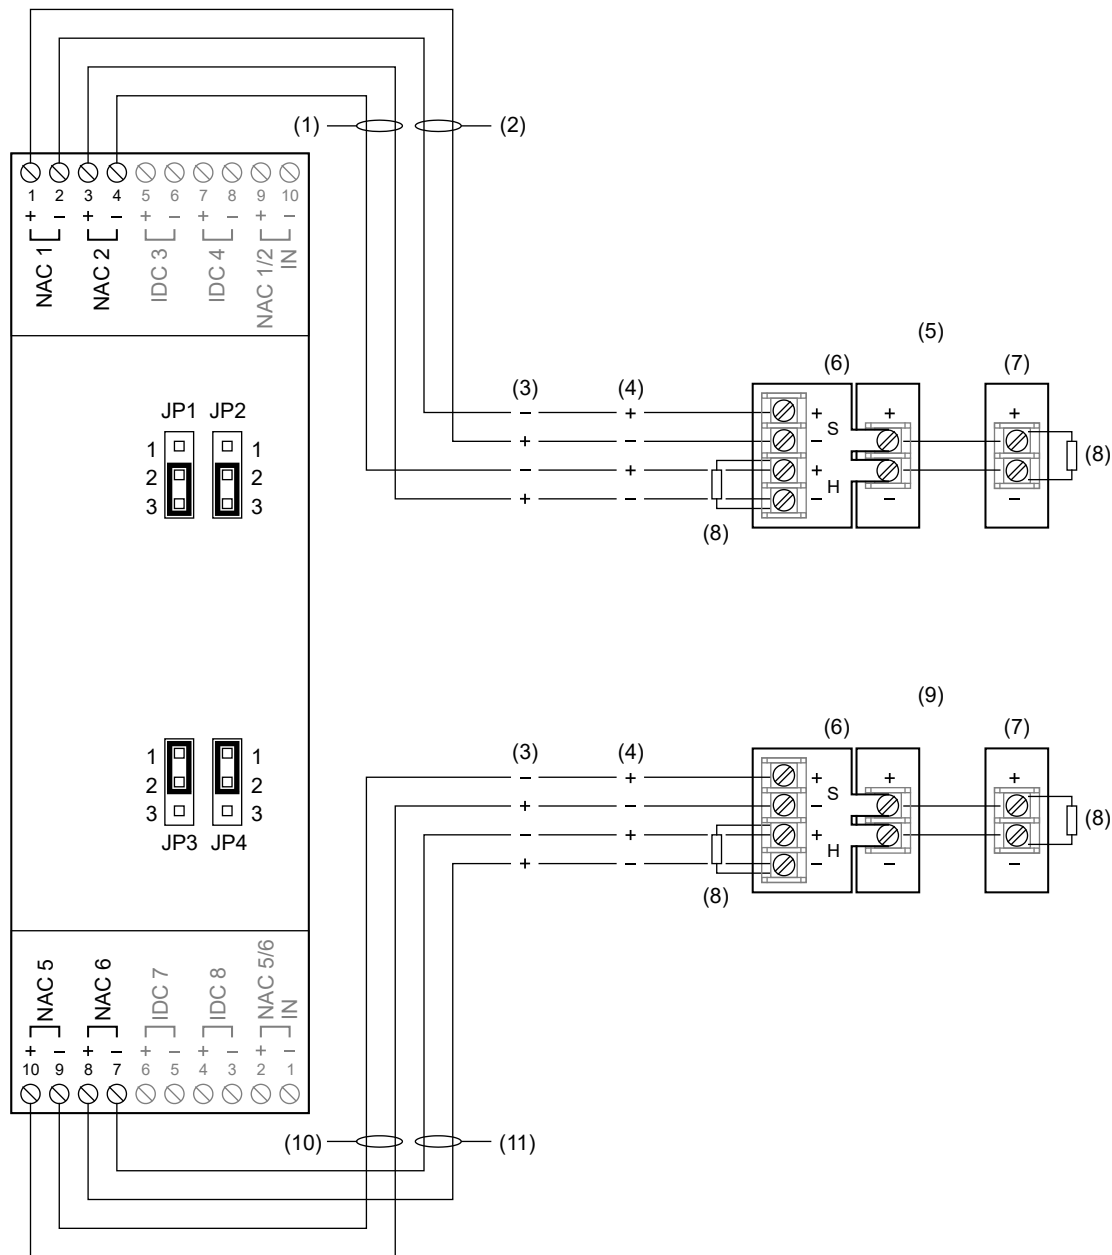 (1)
(2)
1 2 3 4 5 6 7 8 9 10
+ − + − + − + − + −
NAC 1
NAC 2
IDC 3
IDC 4
NAC 1/2
IN
JP1 JP2
1 1
2 2
3 3
(5)
(3) (4) (6) (7)
− + + + +
S
+ − −
− + +
H
+ − − − −
(8)
(8)
1 1
2 2
3 3
JP3 JP4
(9)
(3) (4) (6) (7)
− + + + +
S
+ − −
− + +
H
+ − − − −
(8)
(8)
NAC 5
NAC 6
IDC 7
IDC 8
NAC 5/6
IN
+ − + − + − + − + −
10 9 8 7 6 5 4 3 2 1
(10)
(11)